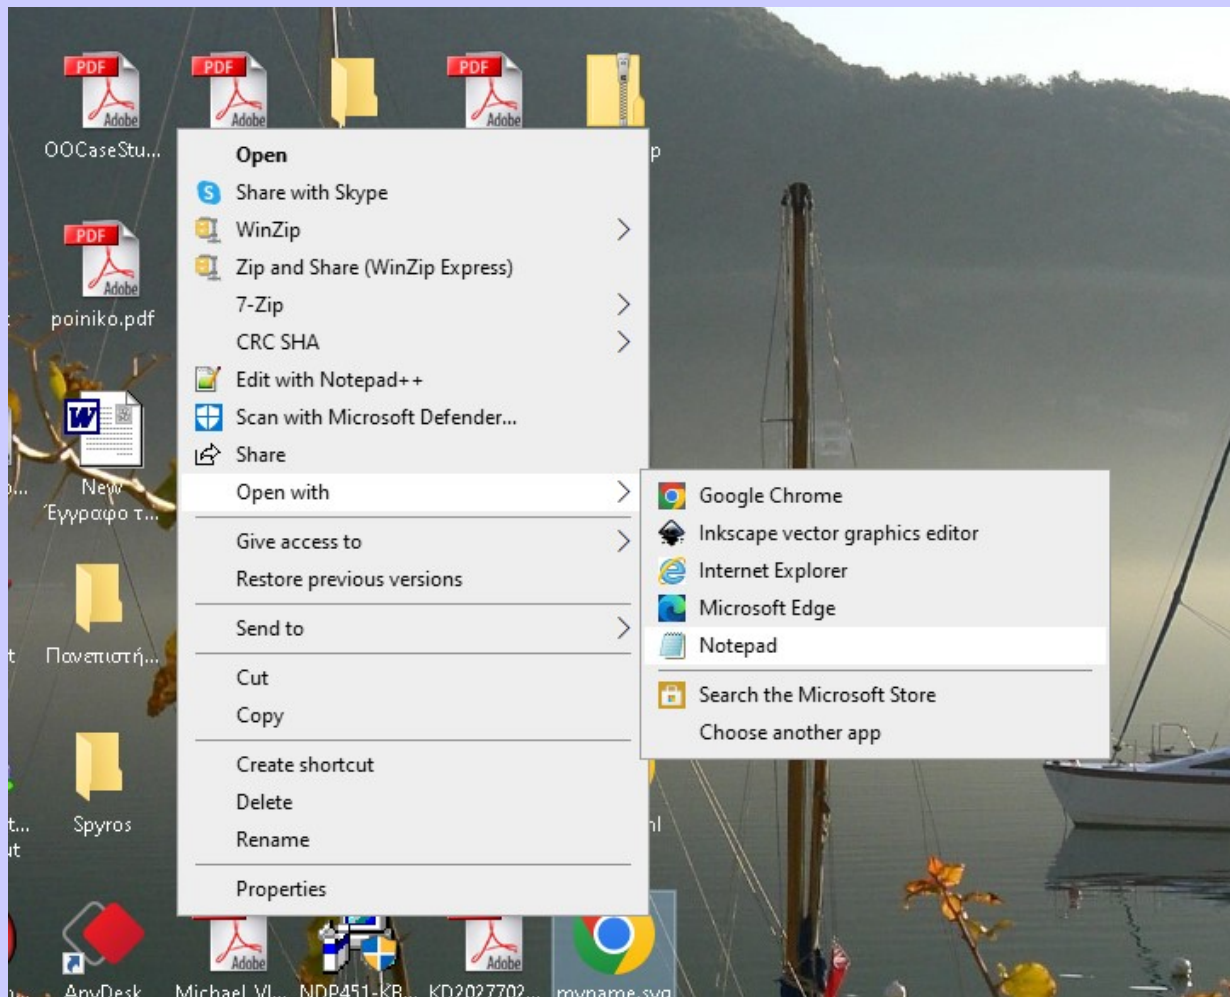 PDF
Adobe
PDF
Adobe
PDF
Adobe
OOCaseStu...
p
PDF
Adobe
poiniko.pdf
W
New
Έγγραφο τ...
Πανεπιστή...
Spyros
AnyDesk
Open
Share with Skype
WinZip
Zip and Share (WinZip Express)
7-Zip
CRC SHA
Edit with Notepad++
Scan with Microsoft Defender...
Share
Open with
Give access to
Restore previous versions
Send to
Cut
Copy
Create shortcut
Delete
Rename
Properties
Google Chrome
Inkscape vector graphics editor
Internet Explorer
Microsoft Edge
Notepad
Search the Microsoft Store
Choose another app
Adobe
Michael_Vl...
NDP451-KB...
Adobe
KD2027702...
myname.svg